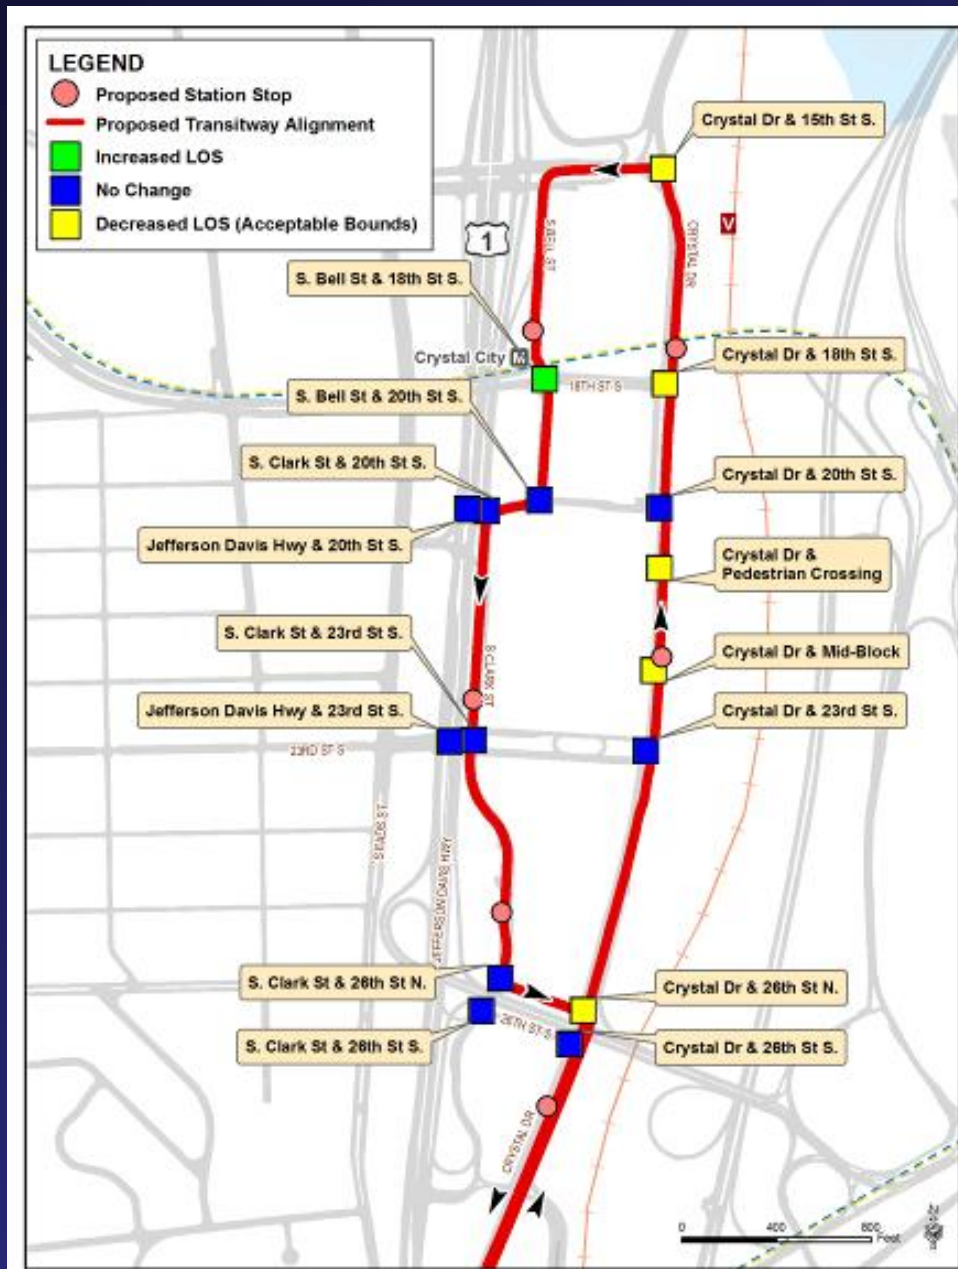 LEGEND
Proposed Station Stop
Proposed Transitway Alignment
Increased LOS
No Change
Decreased LOS (Acceptable Bounds)
Crystal Dr & 15th St S.
1
S BELL ST
CRYSTAL DR
V
S. Bell St & 18th St S.
Crystal City M
Crystal Dr & 18th St S.
18TH ST S
S. Bell St & 20th St S.
S. Clark St & 20th St S.
Crystal Dr & 20th St S.
Jefferson Davis Hwy & 20th St S.
Crystal Dr &
Pedestrian Crossing
S. Clark St & 23rd St S.
S CLARK ST
Crystal Dr & Mid-Block
Jefferson Davis Hwy & 23rd St S.
Crystal Dr & 23rd St S.
23RD ST S
S EADS ST
JEFFERSON DAVIS HWY
S. Clark St & 26th St N.
Crystal Dr & 26th St N.
26TH ST S
S. Clark St & 26th St S.
Crystal Dr & 26th St S.
CRYSTAL DR
0 400 800
Feet